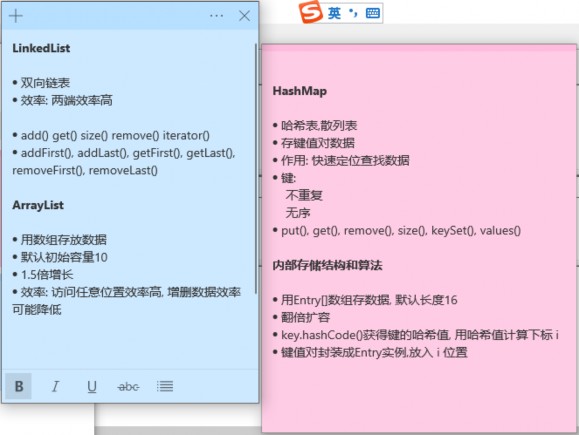 英
LinkedList
• 双向链表
• 效率: 两端效率高
• add() get() size() remove() iterator()
• addFirst(), addLast(), getFirst(), getLast(),
removeFirst(), removeLast()
ArrayList
• 用数组存放数据
• 默认初始容量10
• 1.5倍增长
• 效率: 访问任意位置效率高, 增删数据效率
可能降低
B I U abc
HashMap
• 哈希表,散列表
• 存键值对数据
• 作用: 快速定位查找数据
• 键:
不重复
无序
• put(), get(), remove(), size(), keySet(), values()
内部存储结构和算法
• 用Entry[]数组存数据, 默认长度16
• 翻倍扩容
• key.hashCode()获得键的哈希值, 用哈希值计算下标 i
• 键值对封装成Entry实例,放入 i 位置